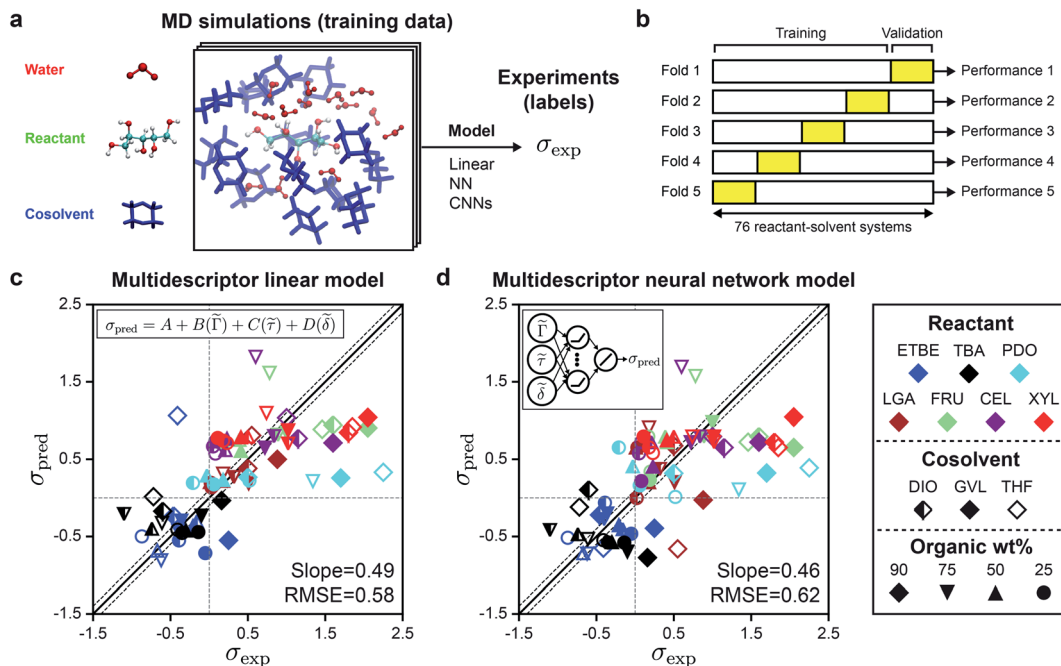 a
MD simulations (training data)
Water
Reactant
Cosolvent
Model
Linear
NN
CNNs
Experiments
(labels)
σexp
b
Training
Validation
Fold 1
Performance 1
Fold 2
Performance 2
Fold 3
Performance 3
Fold 4
Performance 4
Fold 5
Performance 5
76 reactant-solvent systems
c
Multidescriptor linear model
σpred = A + B(Γ̃) + C(τ̃) + D(δ̃)
2.5
1.5
0.5
-0.5
-1.5
σpred
Slope=0.49
RMSE=0.58
-1.5
-0.5
0.5
1.5
2.5
σexp
d
Multidescriptor neural network model
Γ̃
τ̃
δ̃
σpred
2.5
1.5
0.5
-0.5
-1.5
σpred
Slope=0.46
RMSE=0.62
-1.5
-0.5
0.5
1.5
2.5
σexp
Reactant
ETBE TBA PDO
LGA FRU CEL XYL
Cosolvent
DIO GVL THF
Organic wt%
90 75 50 25